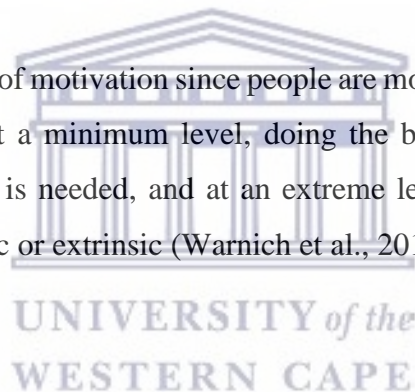 of motivation since people are mo
t a minimum level, doing the b
is needed, and at an extreme le
c or extrinsic (Warnich et al., 201
UNIVERSITY of the
WESTERN CAPE